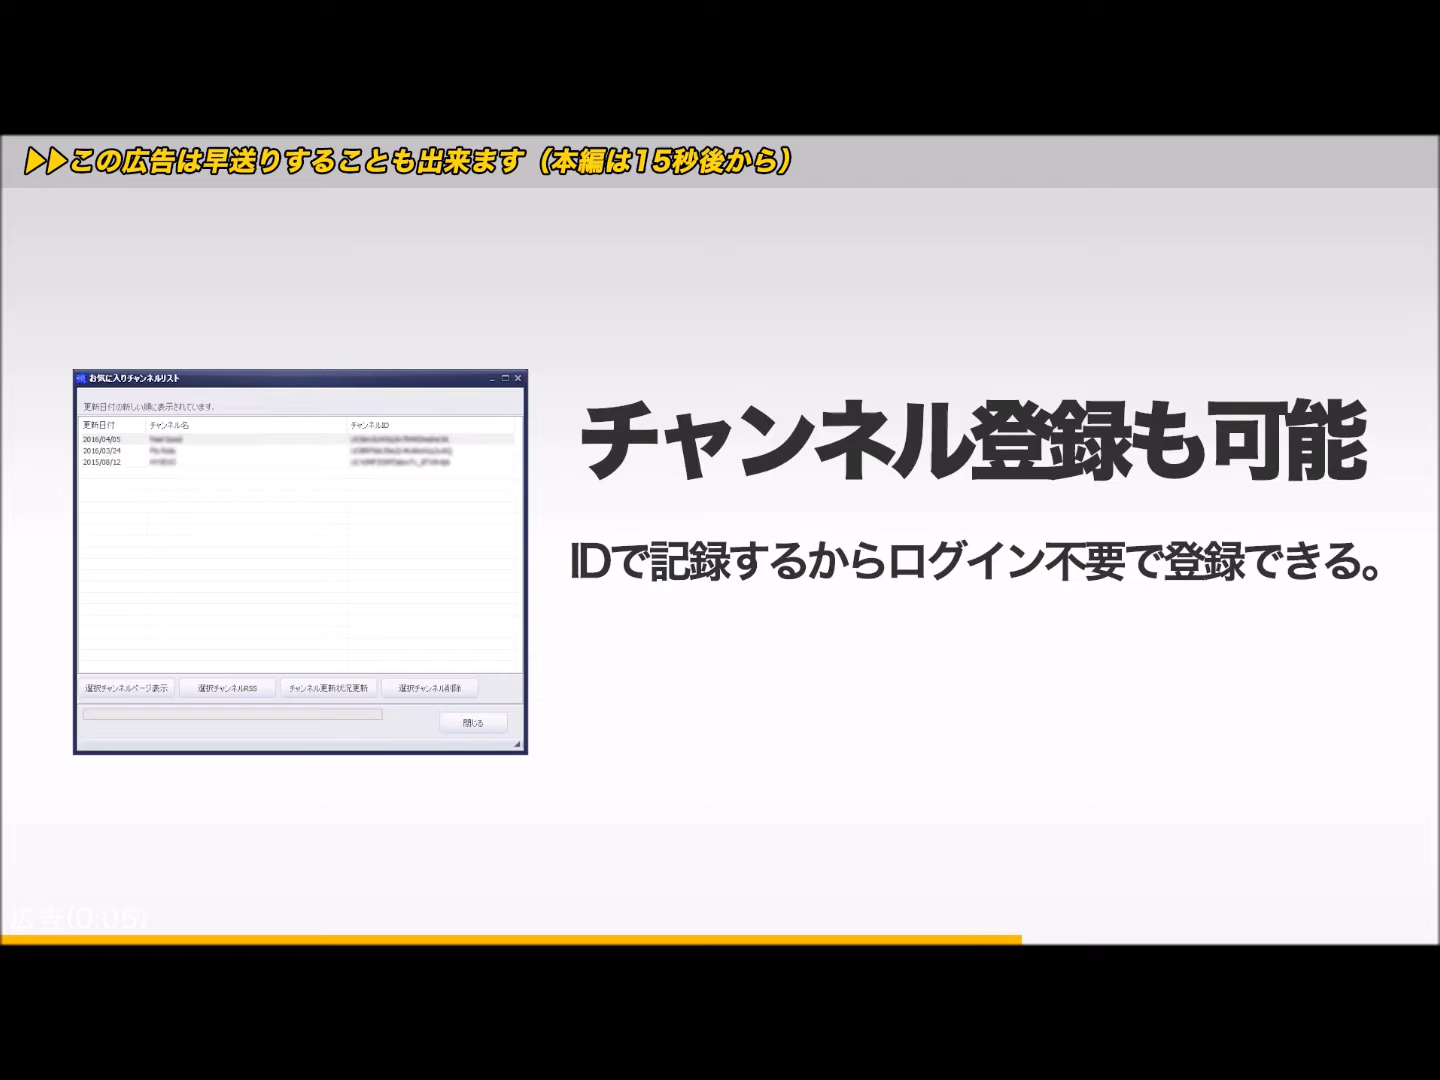 ▶▶この広告は早送りすることも出来ます（本編は15秒後から）
お気に入りチャンネルリスト
更新日付の新しい順に表示されています。
更新日付 チャンネル名 チャンネルID
2016/04/05
2016/03/24
2015/08/12
選択チャンネルページ表示 選択チャンネルRSS チャンネル更新状況更新 選択チャンネル削除
閉じる
チャンネル登録も可能
IDで記録するからログイン不要で登録できる。
広告(0:06)